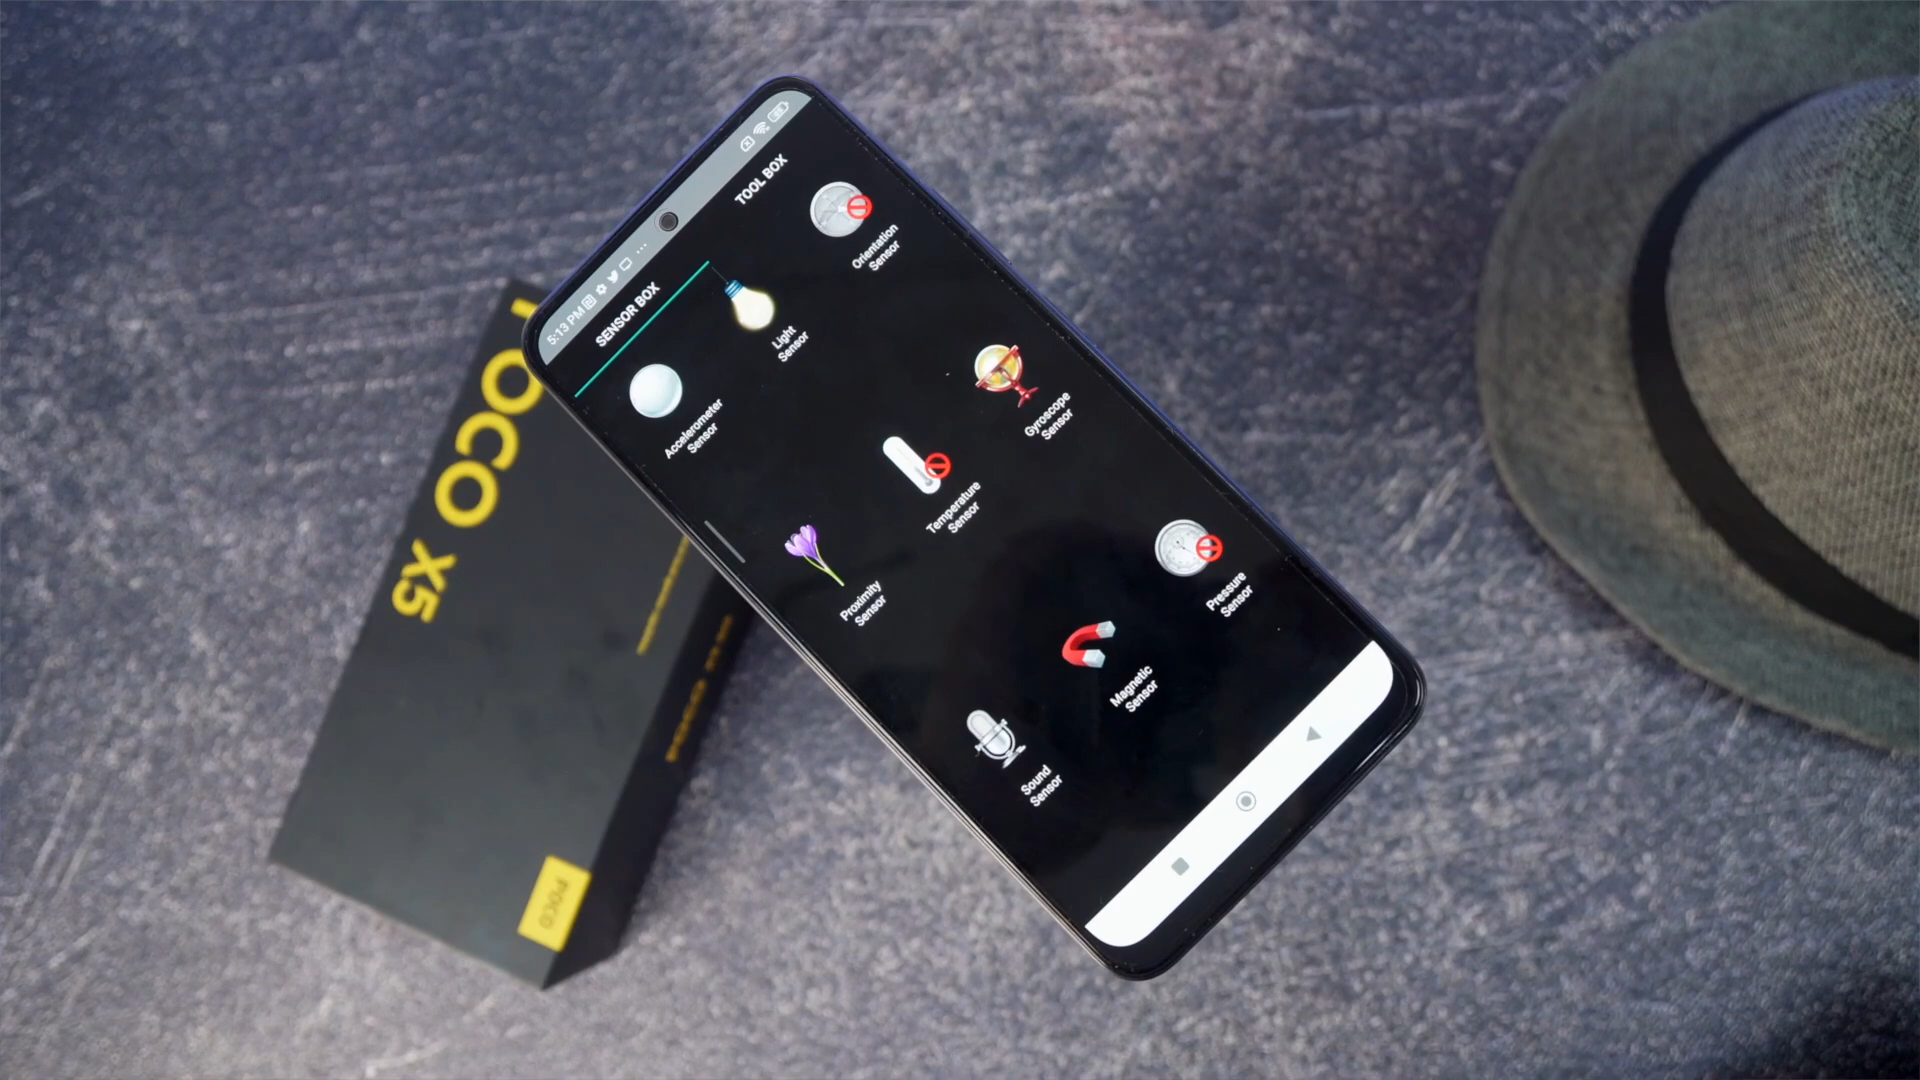 5:13 PM
SENSOR BOX
TOOL BOX
Accelerometer
Sensor
Light
Sensor
Orientation
Sensor
Proximity
Sensor
Temperature
Sensor
Gyroscope
Sensor
Sound
Sensor
Magnetic
Sensor
Pressure
Sensor
POCO X5
POCO